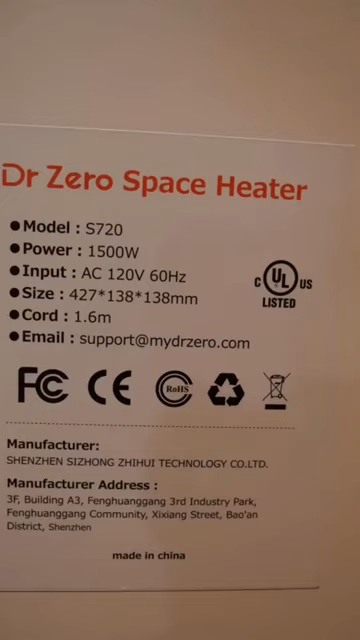 Dr Zero Space Heater
●Model : S720
●Power : 1500W
●Input : AC 120V 60Hz
●Size : 427*138*138mm
●Cord : 1.6m
●Email : support@mydrzero.com
C UL US
LISTED
FC CE RoHS
Manufacturer:
SHENZHEN SIZHONG ZHIHUI TECHNOLOGY CO.LTD.
Manufacturer Address :
3F, Building A3, Fenghuanggang 3rd Industry Park,
Fenghuanggang Community, Xixiang Street, Bao'an
District, Shenzhen
made in china